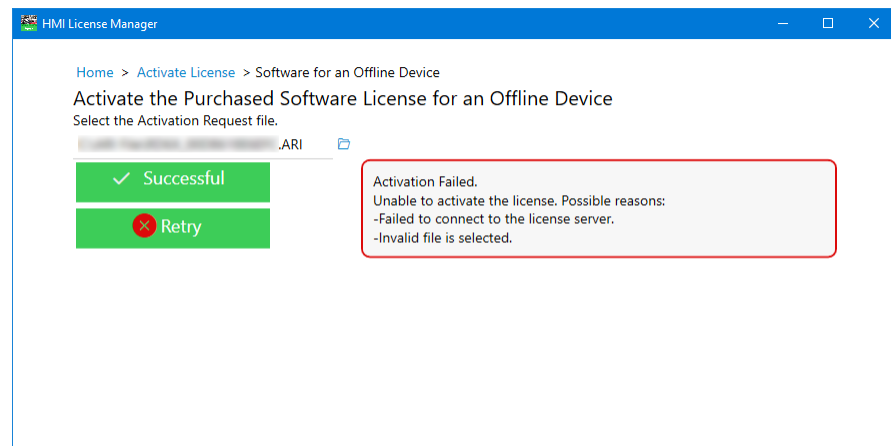 HMI License Manager
Home > Activate License > Software for an Offline Device
Activate the Purchased Software License for an Offline Device
Select the Activation Request file.
.ARI
Successful
Retry
Activation Failed.
Unable to activate the license. Possible reasons:
-Failed to connect to the license server.
-Invalid file is selected.